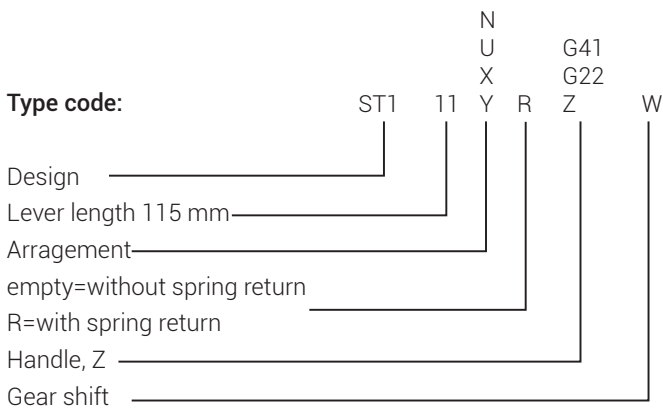 N
U G41
X G22
Type code: ST1 11 Y R Z W
Design
Lever length 115 mm
Arragement
empty=without spring return
R=with spring return
Handle, Z
Gear shift